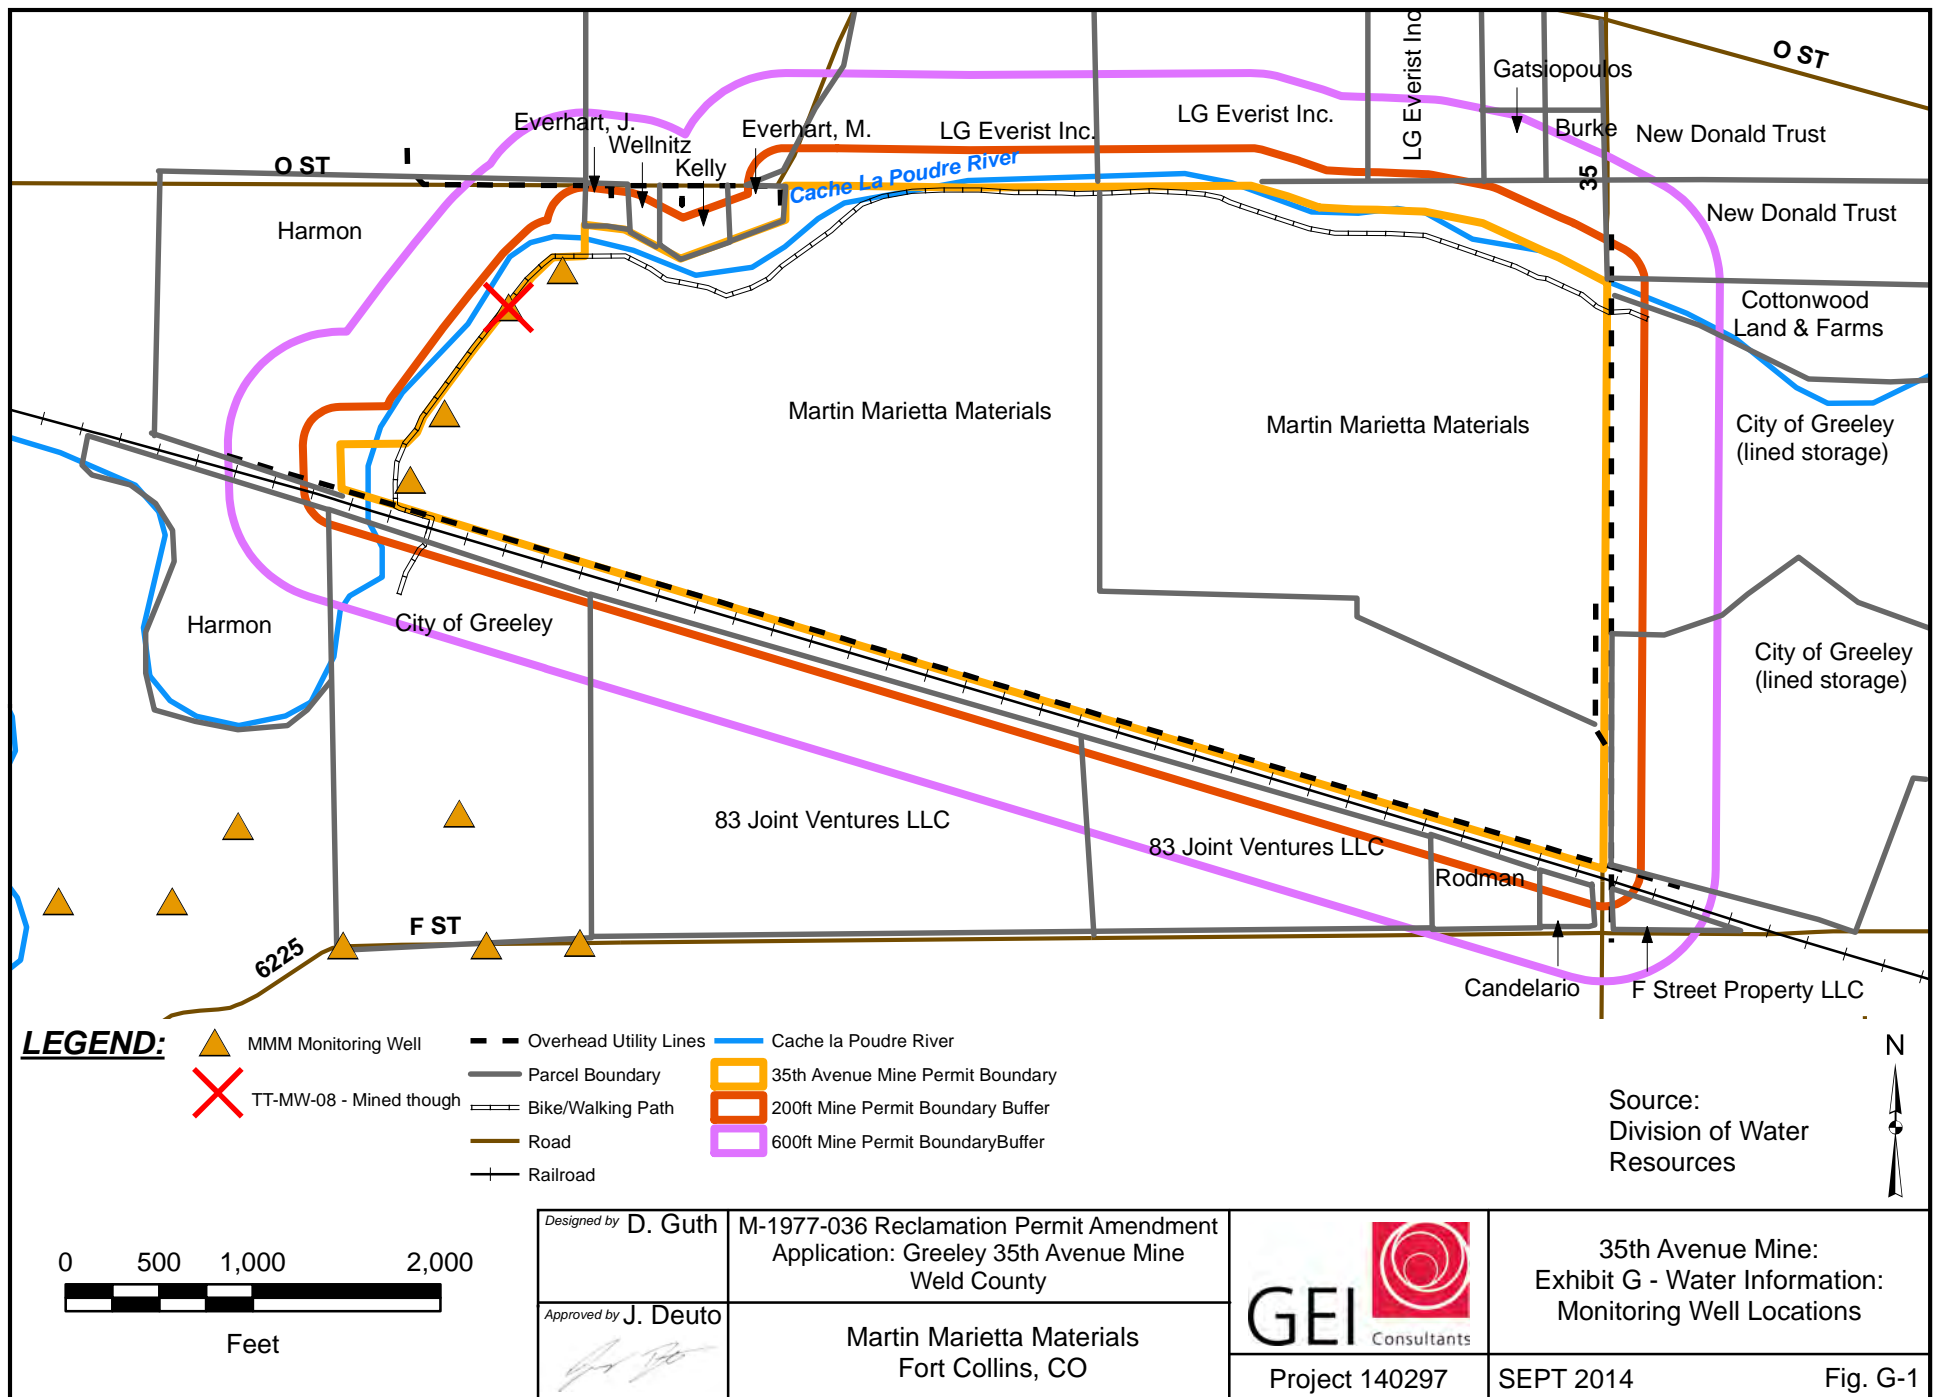 O ST
LG Everist Inc
Gatsiopoulos
Everhart, J.
Wellnitz
Kelly
Everhart, M.
LG Everist Inc.
LG Everist Inc.
Burke
New Donald Trust
O ST
Cache La Poudre River
35
New Donald Trust
Harmon
Cottonwood
Land & Farms
Martin Marietta Materials
Martin Marietta Materials
City of Greeley
(lined storage)
Harmon
City of Greeley
City of Greeley
(lined storage)
83 Joint Ventures LLC
83 Joint Ventures LLC
Rodman
F ST
6225
Candelario
F Street Property LLC
LEGEND:
MMM Monitoring Well
TT-MW-08 - Mined though
Overhead Utility Lines
Parcel Boundary
Bike/Walking Path
Road
Railroad
Cache la Poudre River
35th Avenue Mine Permit Boundary
200ft Mine Permit Boundary Buffer
600ft Mine Permit BoundaryBuffer
Source:
Division of Water
Resources
N
0 500 1,000 2,000
Feet
Designed by D. Guth
Approved by J. Deuto
M-1977-036 Reclamation Permit Amendment
Application: Greeley 35th Avenue Mine
Weld County
Martin Marietta Materials
Fort Collins, CO
GEI Consultants
Project 140297
35th Avenue Mine:
Exhibit G - Water Information:
Monitoring Well Locations
SEPT 2014
Fig. G-1